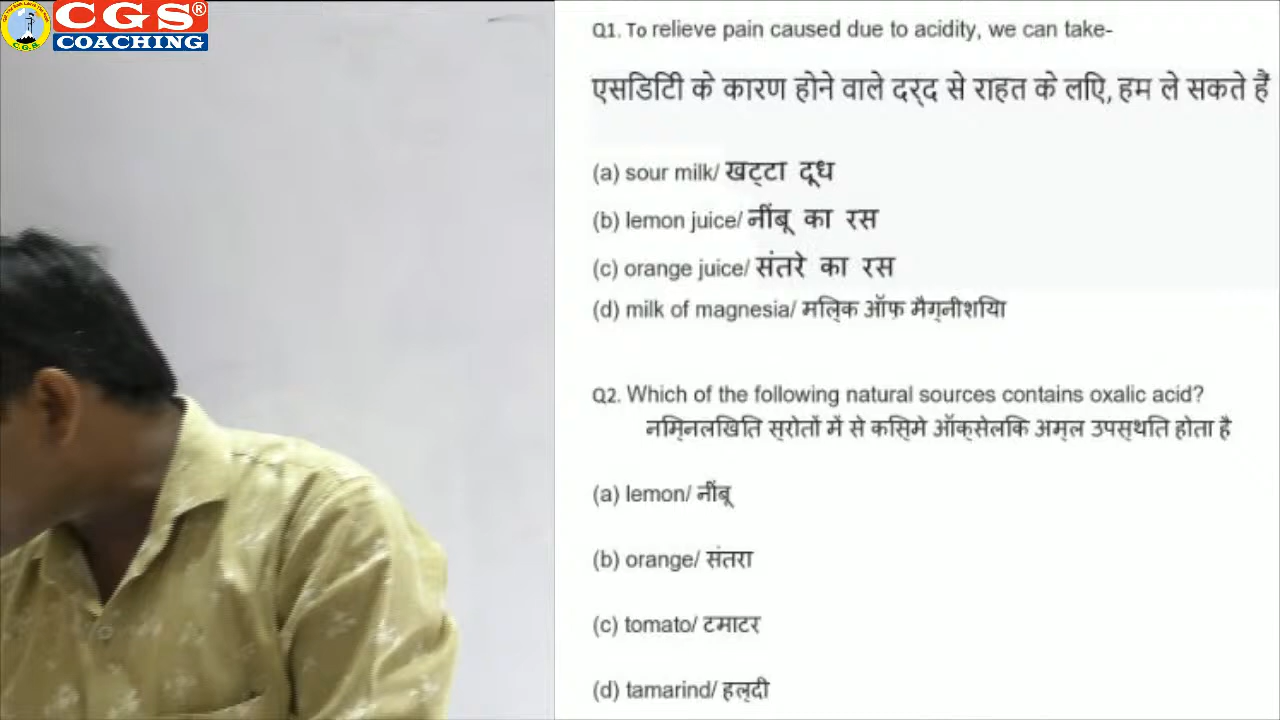 CGS®
COACHING
C.G.S.
Q1. To relieve pain caused due to acidity, we can take-
एसिडिटी के कारण होने वाले दर्द से राहत के लिए, हम ले सकते हैं
(a) sour milk/ खट्टा दूध
(b) lemon juice/ नींबू का रस
(c) orange juice/ संतरे का रस
(d) milk of magnesia/ मिल्क ऑफ़ मैग्नीशिया
Q2. Which of the following natural sources contains oxalic acid?
निम्नलिखित स्रोतों में से किसमे ऑक्सेलिक अम्ल उपस्थति होता है
(a) lemon/ नींबू
(b) orange/ संतरा
(c) tomato/ टमाटर
(d) tamarind/ हल्दी